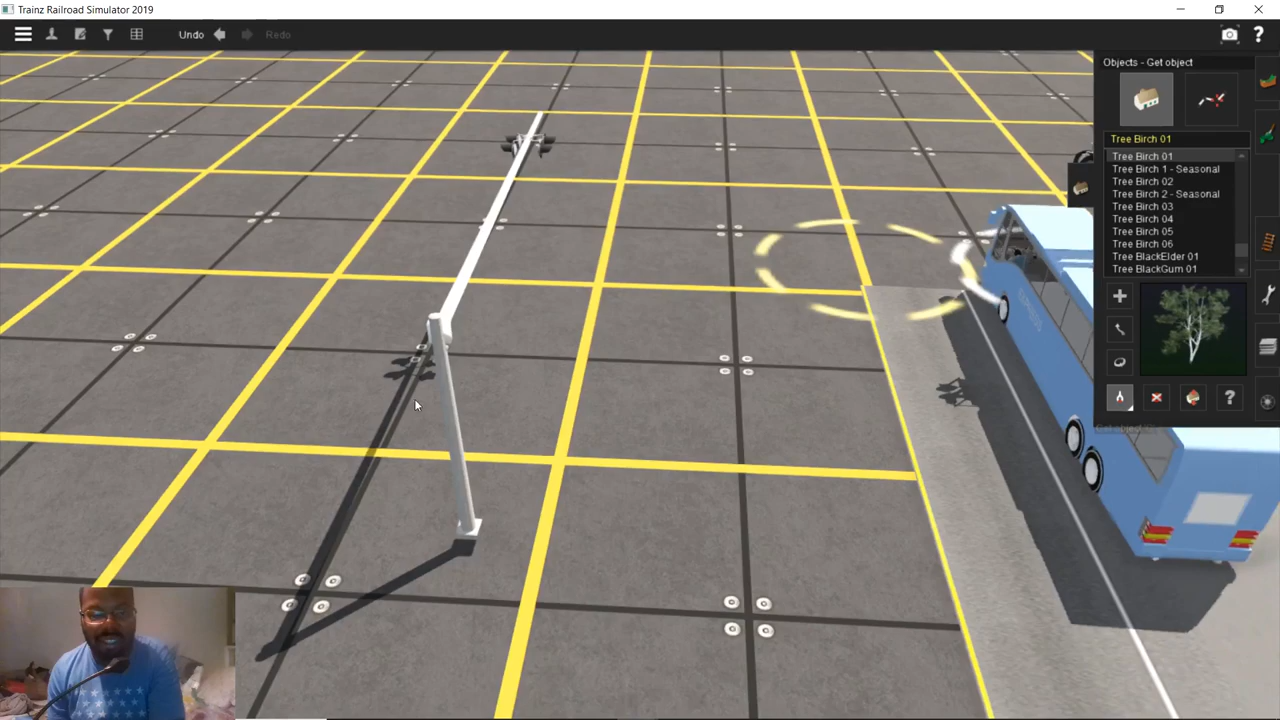 Trainz Railroad Simulator 2019
Undo
Redo
?
Objects - Get object
Tree Birch 01
Tree Birch 01
Tree Birch 1 - Seasonal
Tree Birch 02
Tree Birch 2 - Seasonal
Tree Birch 03
Tree Birch 04
Tree Birch 05
Tree Birch 06
Tree BlackElder 01
Tree BlackGum 01
?